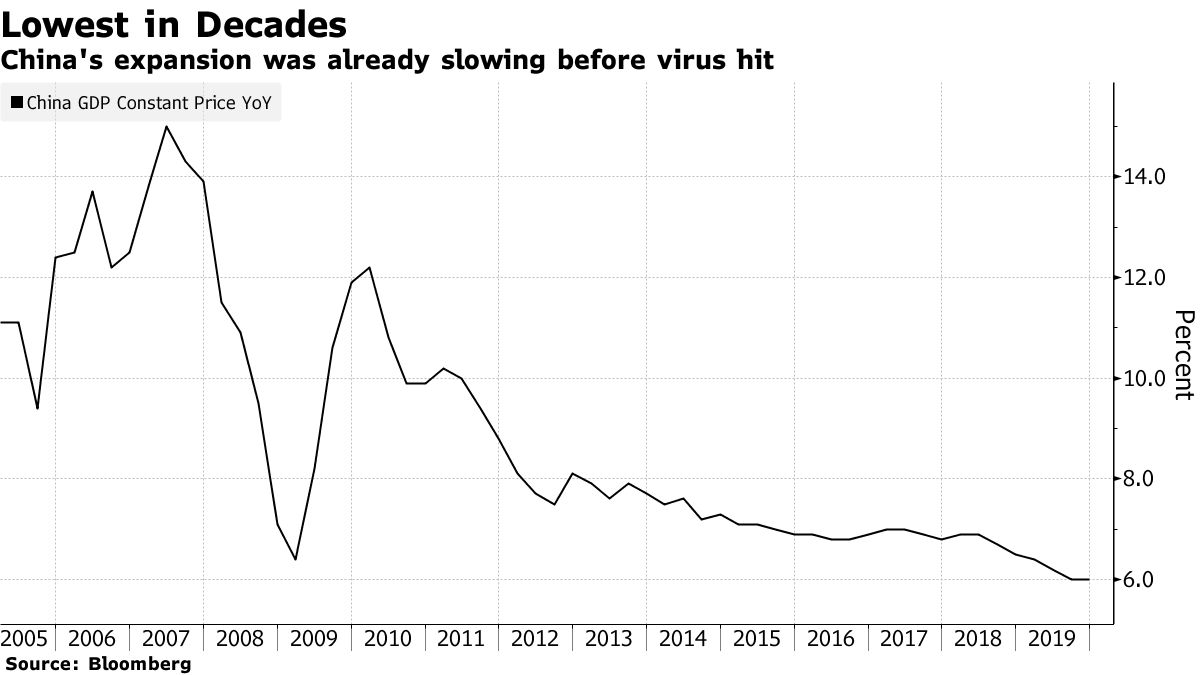 Lowest in Decades
China's expansion was already slowing before virus hit
China GDP Constant Price YoY
14.0
12.0
10.0
8.0
6.0
Percent
2005 2006 2007 2008 2009 2010 2011 2012 2013 2014 2015 2016 2017 2018 2019
Source: Bloomberg